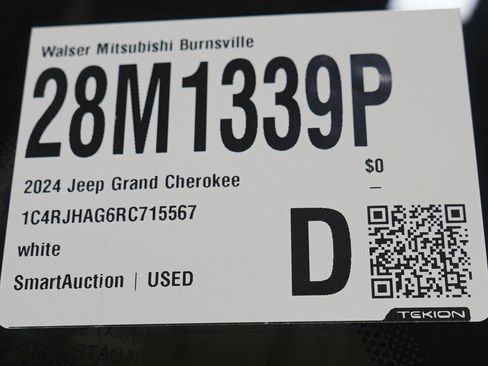 Walser Mitsubishi Burnsville
28M1339P
$0
2024 Jeep Grand Cherokee
1C4RJHAG6RC715567
white
SmartAuction | USED
D
TEKION